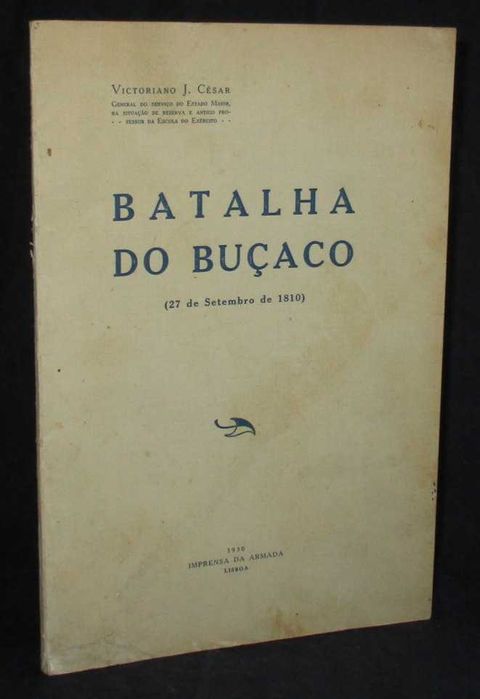 VICTORIANO J. CÉSAR
GENERAL DO SERVIÇO DO ESTADO MAIOR,
NA SITUAÇÃO DE RESERVA E ANTIGO PRO-
- - FESSOR DA ESCOLA DO EXÉRCITO - -
BATALHA
DO BUÇACO
(27 de Setembro de 1810)
1930
IMPRENSA DA ARMADA
LISBOA